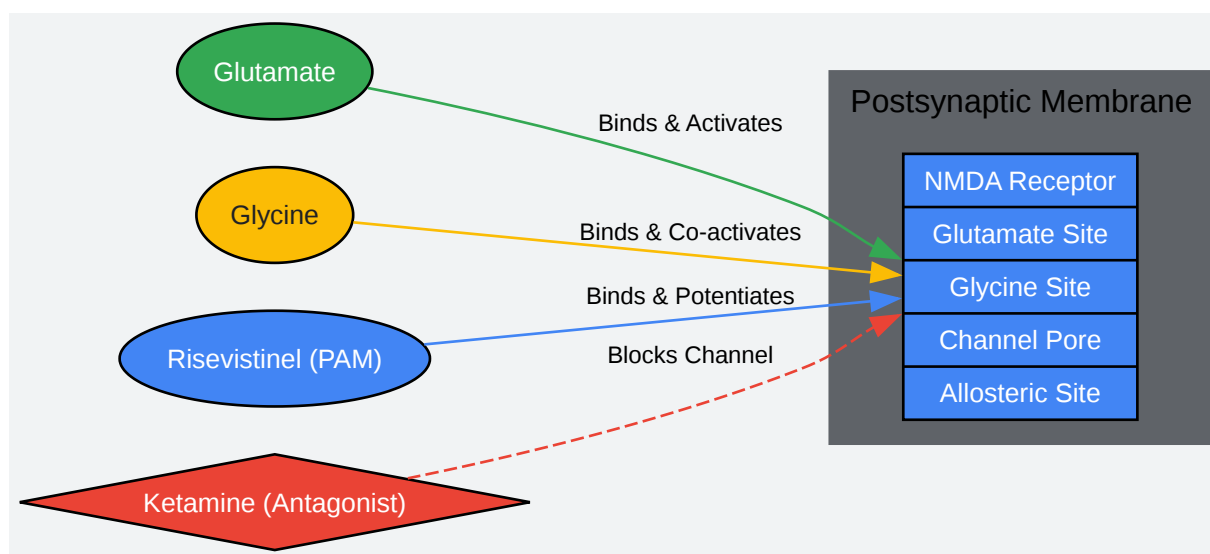 Glutamate
Binds & Activates
Postsynaptic Membrane
NMDA Receptor
Glutamate Site
Glycine Site
Channel Pore
Allosteric Site
Glycine
Binds & Co-activates
Risevistinel (PAM)
Binds & Potentiates
Ketamine (Antagonist)
Blocks Channel